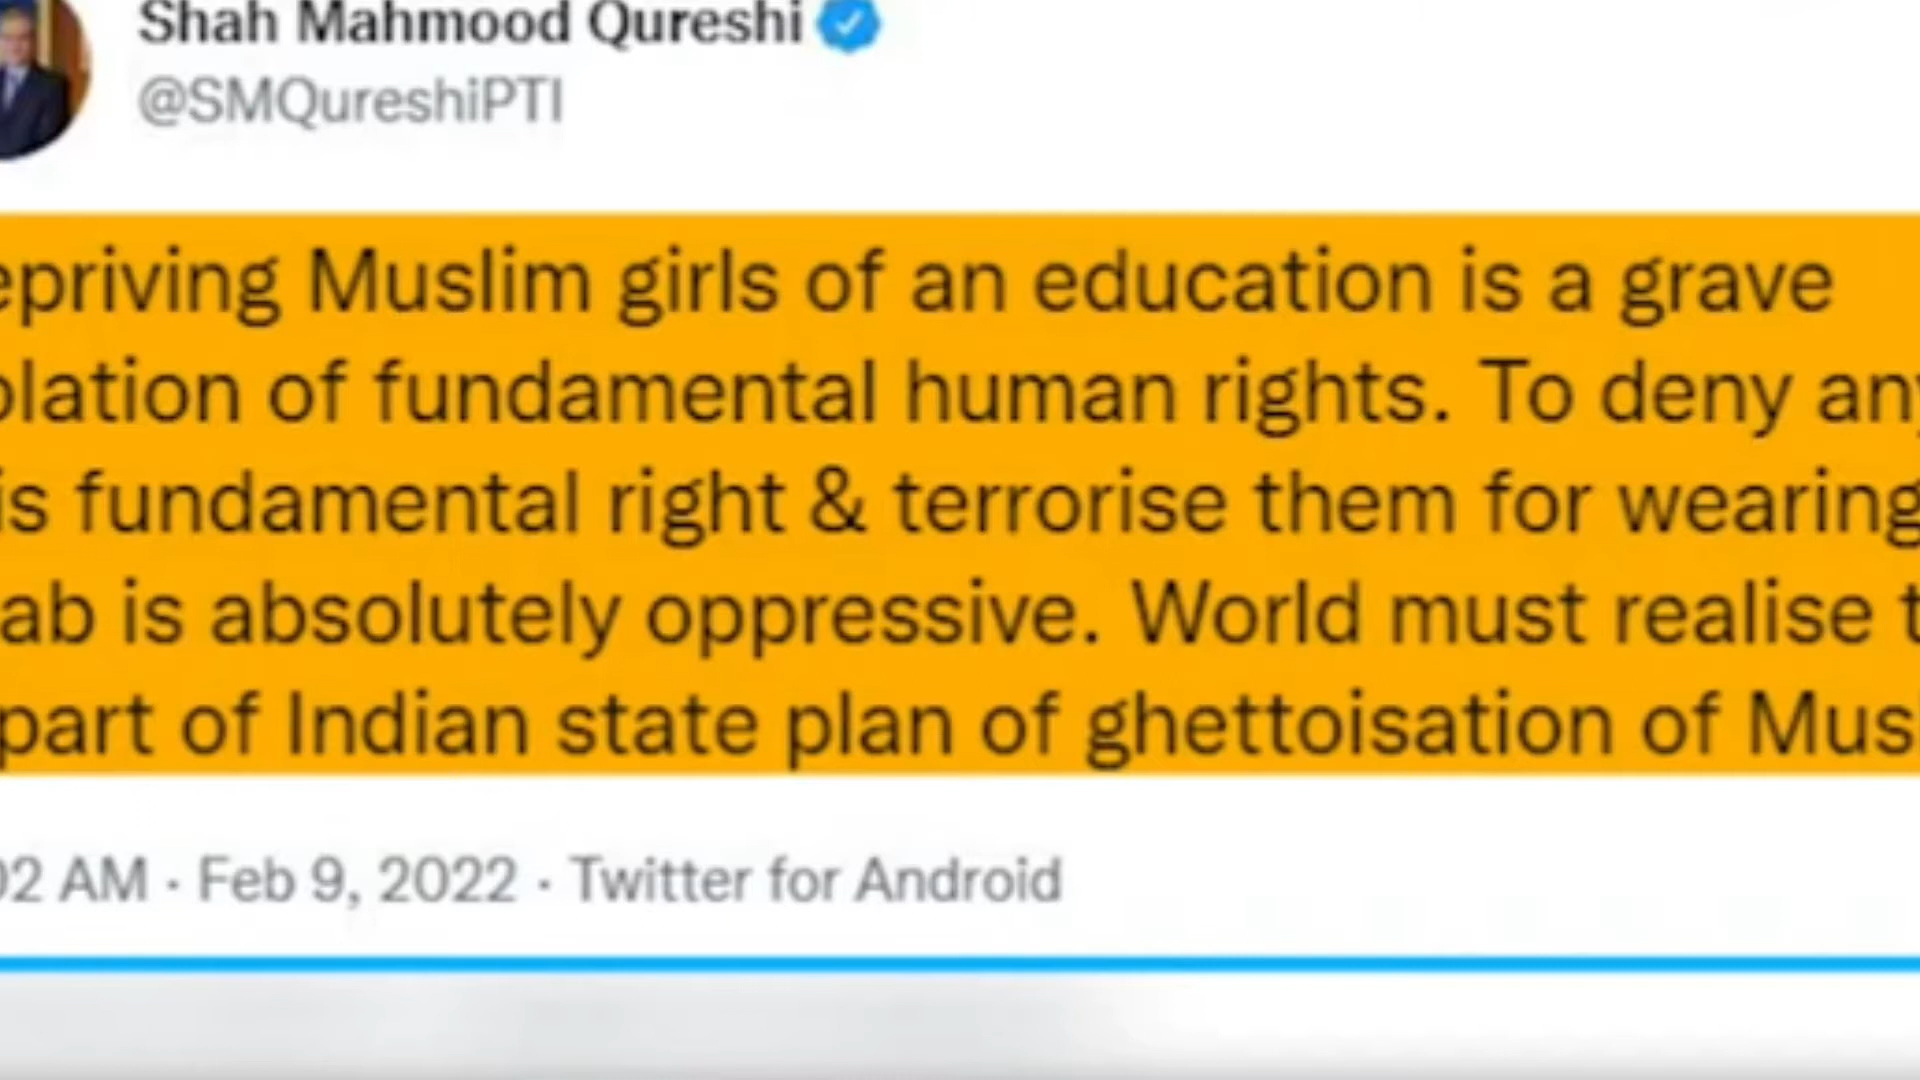 Shah Mahmood Qureshi
@SMQureshiPTI
epriving Muslim girls of an education is a grave
olation of fundamental human rights. To deny any
is fundamental right & terrorise them for wearing
ab is absolutely oppressive. World must realise t
part of Indian state plan of ghettoisation of Mus
02 AM · Feb 9, 2022 · Twitter for Android